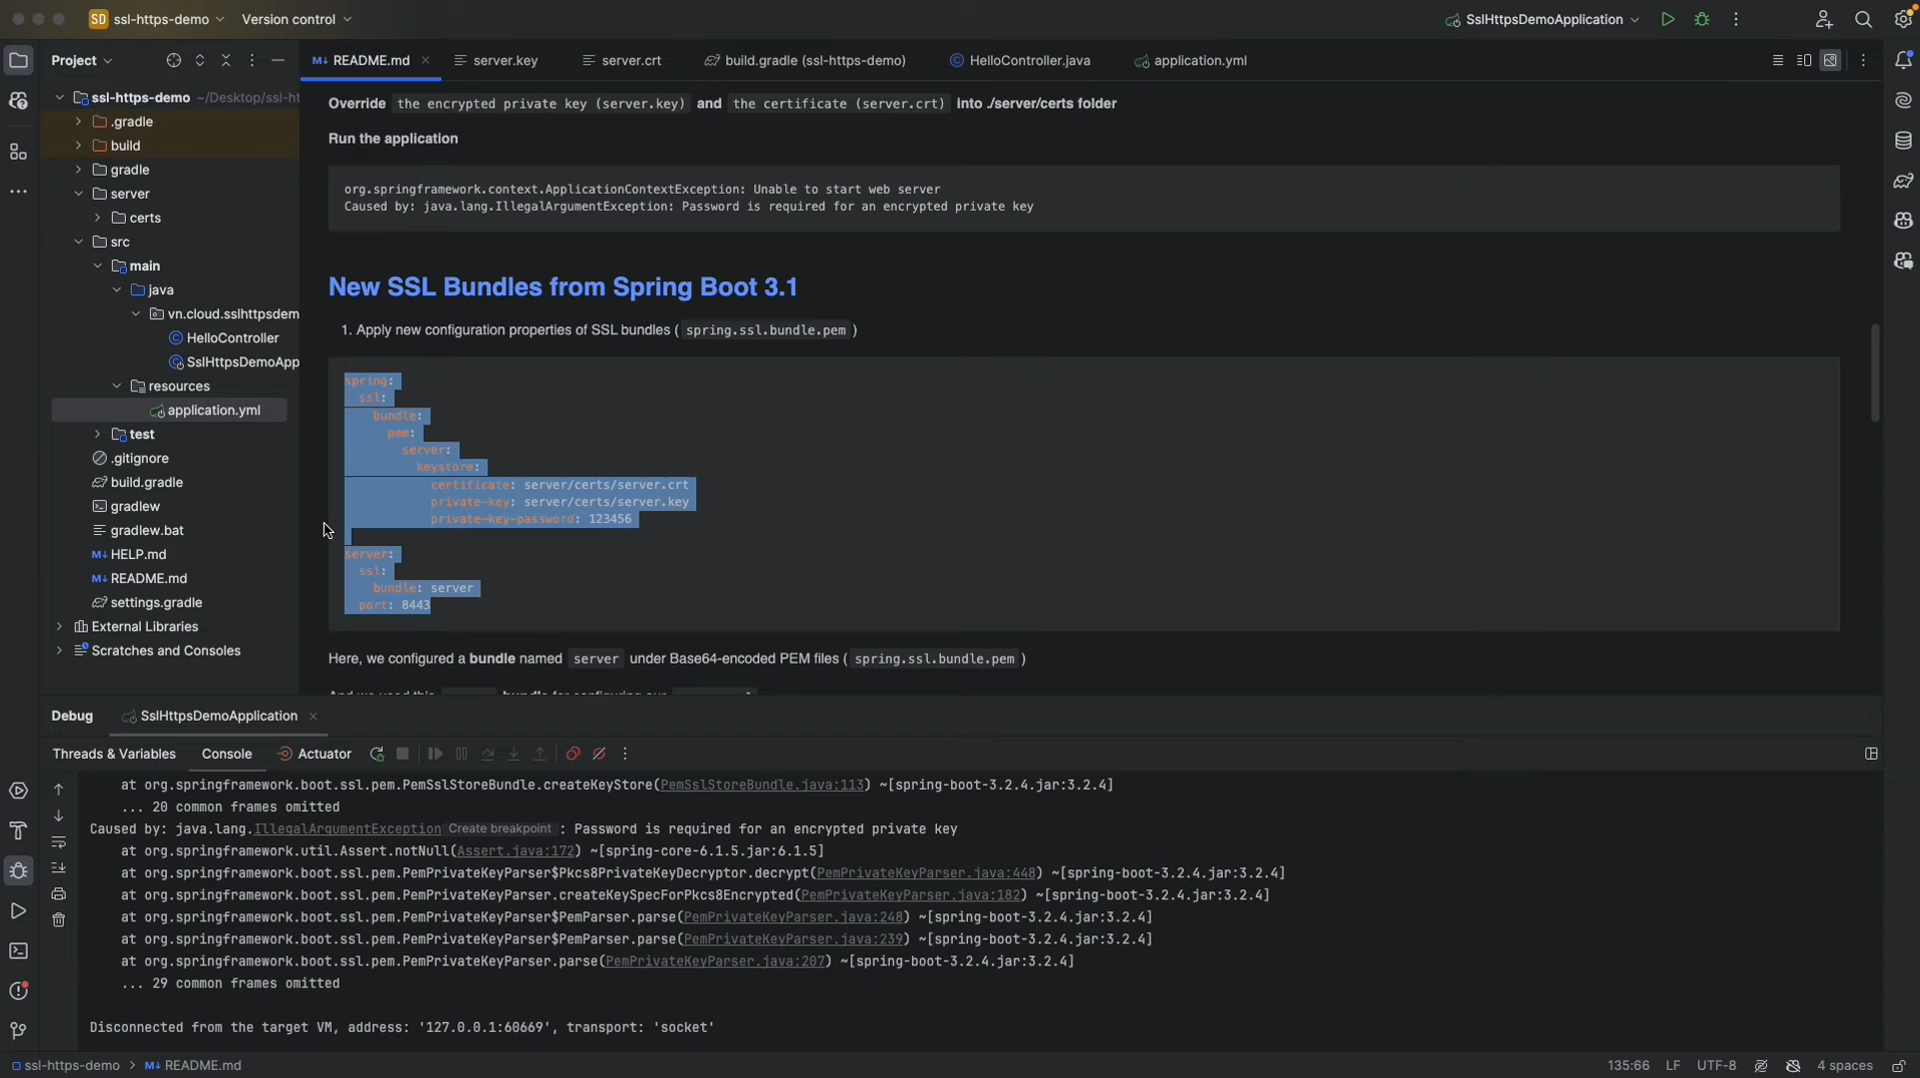 SD ssl-https-demo Version control SslHttpsDemoApplication
Project README.md server.key server.crt build.gradle (ssl-https-demo) HelloController.java application.yml
ssl-https-demo ~/Desktop/ssl-ht
.gradle
build
gradle
server
certs
src
main
java
vn.cloud.sslhttpsdem
HelloController
SslHttpsDemoApp
resources
application.yml
test
.gitignore
build.gradle
gradlew
gradlew.bat
HELP.md
README.md
settings.gradle
External Libraries
Scratches and Consoles
Override the encrypted private key (server.key) and the certificate (server.crt) into ./server/certs folder
Run the application
org.springframework.context.ApplicationContextException: Unable to start web server
Caused by: java.lang.IllegalArgumentException: Password is required for an encrypted private key
New SSL Bundles from Spring Boot 3.1
1. Apply new configuration properties of SSL bundles ( spring.ssl.bundle.pem )
spring:
ssl:
bundle:
pem:
server:
keystore:
certificate: server/certs/server.crt
private-key: server/certs/server.key
private-key-password: 123456
server:
ssl:
bundle: server
port: 8443
Here, we configured a bundle named server under Base64-encoded PEM files ( spring.ssl.bundle.pem )
Debug SslHttpsDemoApplication
Threads & Variables Console Actuator
at org.springframework.boot.ssl.pem.PemSslStoreBundle.createKeyStore(PemSslStoreBundle.java:113) ~[spring-boot-3.2.4.jar:3.2.4]
... 20 common frames omitted
Caused by: java.lang.IllegalArgumentException Create breakpoint : Password is required for an encrypted private key
at org.springframework.util.Assert.notNull(Assert.java:172) ~[spring-core-6.1.5.jar:6.1.5]
at org.springframework.boot.ssl.pem.PemPrivateKeyParser$Pkcs8PrivateKeyDecryptor.decrypt(PemPrivateKeyParser.java:448) ~[spring-boot-3.2.4.jar:3.2.4]
at org.springframework.boot.ssl.pem.PemPrivateKeyParser.createKeySpecForPkcs8Encrypted(PemPrivateKeyParser.java:182) ~[spring-boot-3.2.4.jar:3.2.4]
at org.springframework.boot.ssl.pem.PemPrivateKeyParser$PemParser.parse(PemPrivateKeyParser.java:248) ~[spring-boot-3.2.4.jar:3.2.4]
at org.springframework.boot.ssl.pem.PemPrivateKeyParser$PemParser.parse(PemPrivateKeyParser.java:239) ~[spring-boot-3.2.4.jar:3.2.4]
at org.springframework.boot.ssl.pem.PemPrivateKeyParser.parse(PemPrivateKeyParser.java:207) ~[spring-boot-3.2.4.jar:3.2.4]
... 29 common frames omitted
Disconnected from the target VM, address: '127.0.0.1:60669', transport: 'socket'
ssl-https-demo README.md 135:66 LF UTF-8 4 spaces